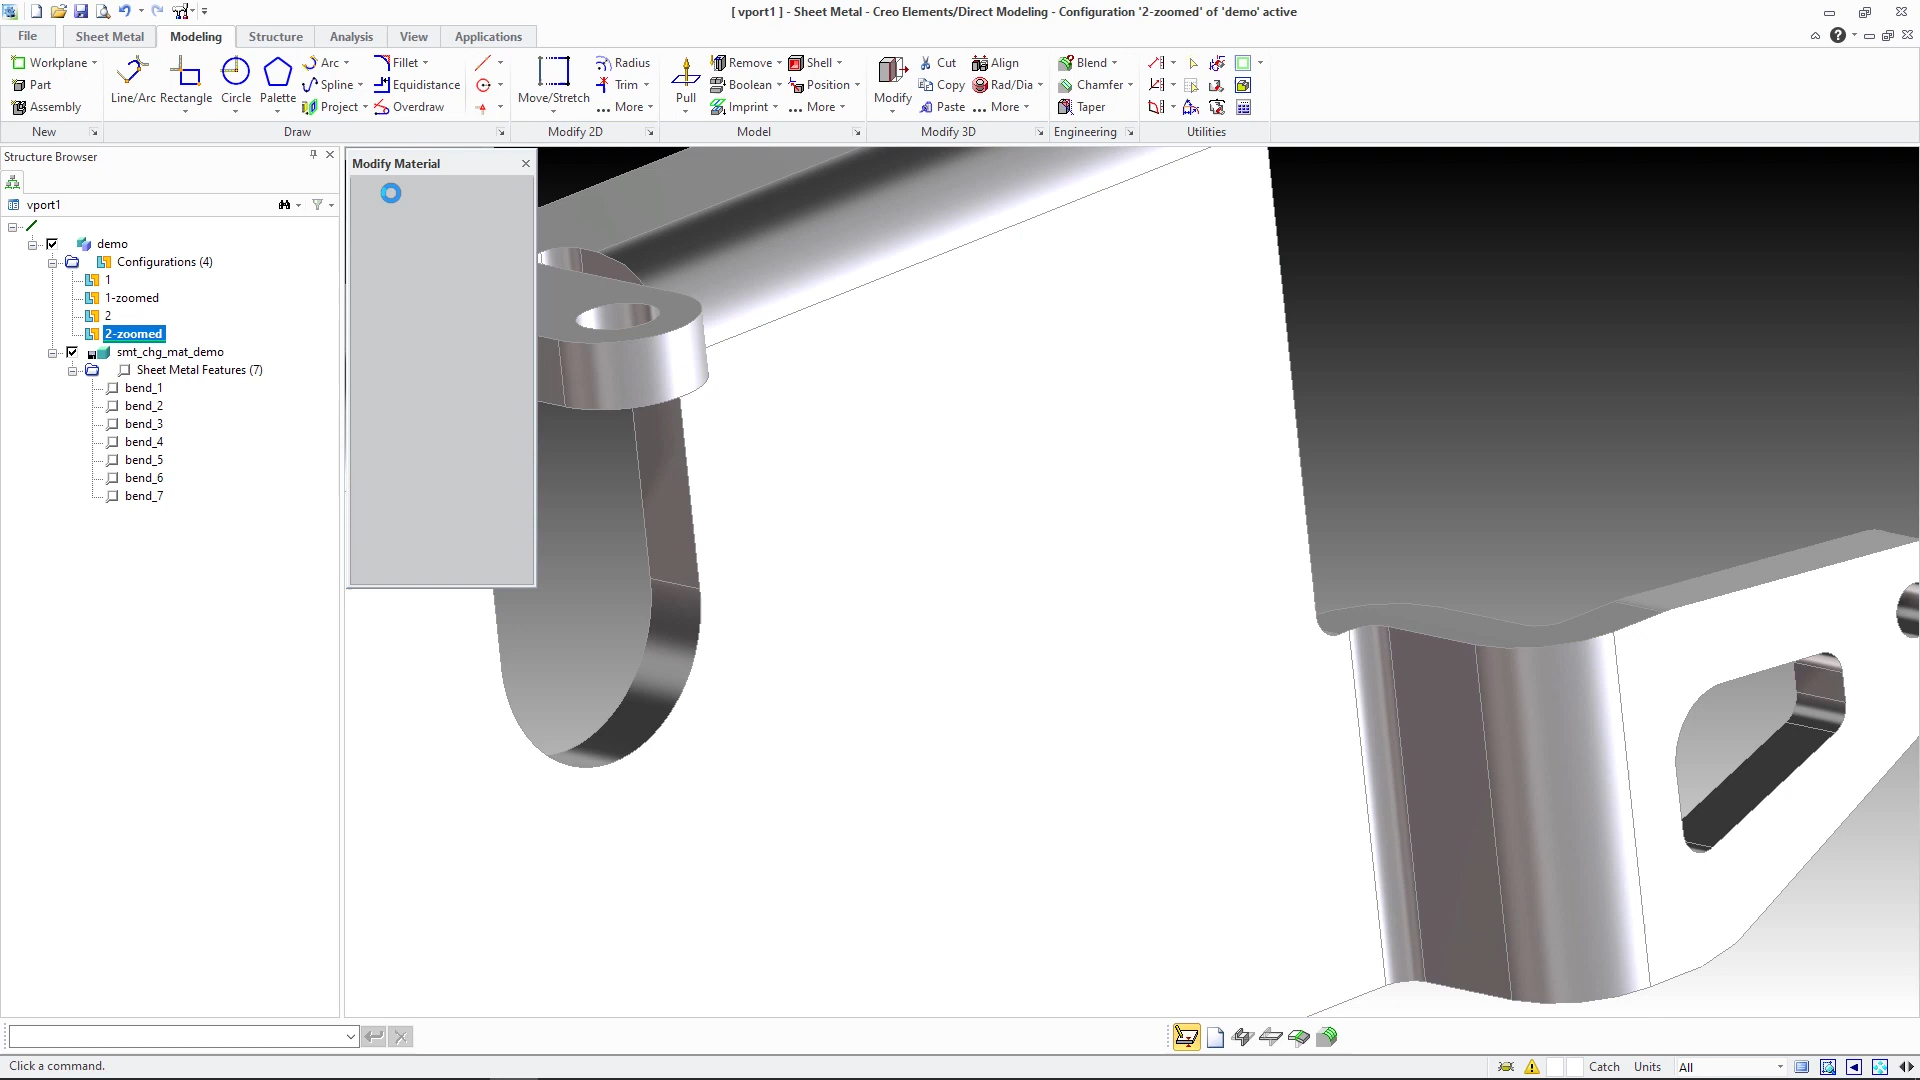 [ vport1 ] - Sheet Metal - Creo Elements/Direct Modeling - Configuration '2-zoomed' of 'demo' active
File Sheet Metal Modeling Structure Analysis View Applications
Workplane Arc Fillet Radius Remove Shell Cut Align Blend
Part Spline Equidistance Trim Boolean Position Copy Rad/Dia Chamfer
Assembly Line/Arc Rectangle Circle Palette Project Overdraw Move/Stretch ... More Pull Imprint ... More Modify Paste ... More Taper
New Draw Modify 2D Model Modify 3D Engineering Utilities
Structure Browser
Modify Material
vport1
demo
Configurations (4)
1
1-zoomed
2
2-zoomed
smt_chg_mat_demo
Sheet Metal Features (7)
bend_1
bend_2
bend_3
bend_4
bend_5
bend_6
bend_7
Click a command.
Catch Units All